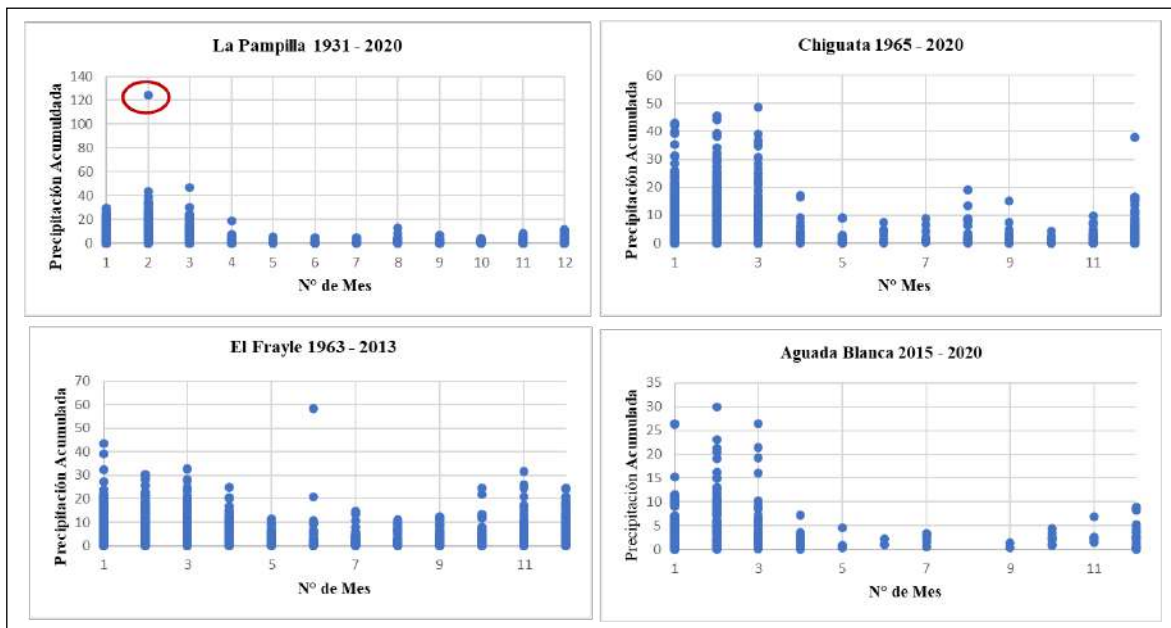 La Pampilla 1931 - 2020
Precipitación Acumuldada
140
120
100
80
60
40
20
0
1 2 3 4 5 6 7 8 9 10 11 12
N° de Mes
Chiguata 1965 - 2020
Precipitación Acumulada
60
50
40
30
20
10
0
1 3 5 7 9 11
N° Mes
El Frayle 1963 - 2013
Precipitación Acumulada
70
60
50
40
30
20
10
0
1 3 5 7 9 11
N° de Mes
Aguada Blanca 2015 - 2020
Precipitación Acumulada
35
30
25
20
15
10
5
0
1 3 5 7 9 11
N° de Mes